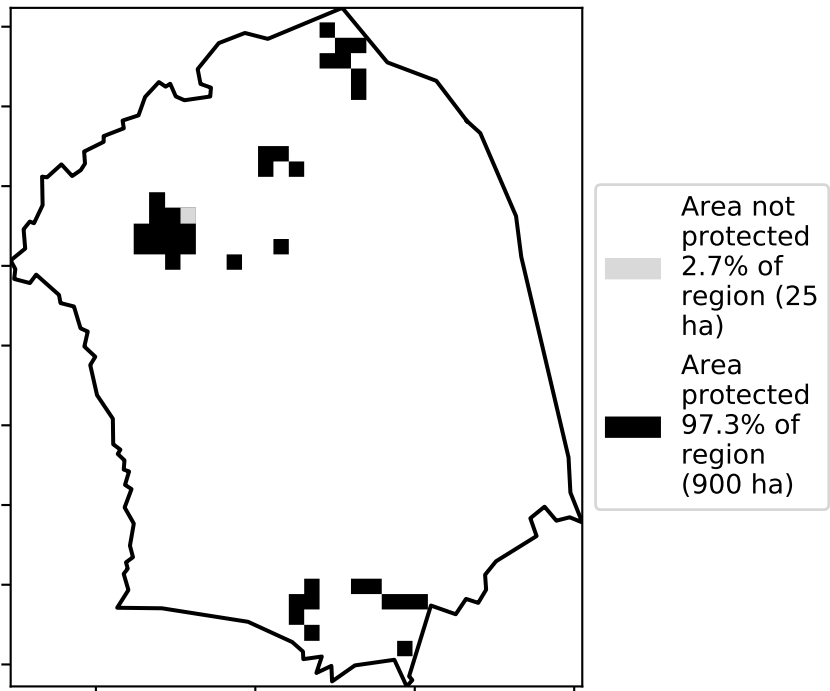 Area not
protected
2.7% of
region (25
ha)
Area
protected
97.3% of
region
(900 ha)